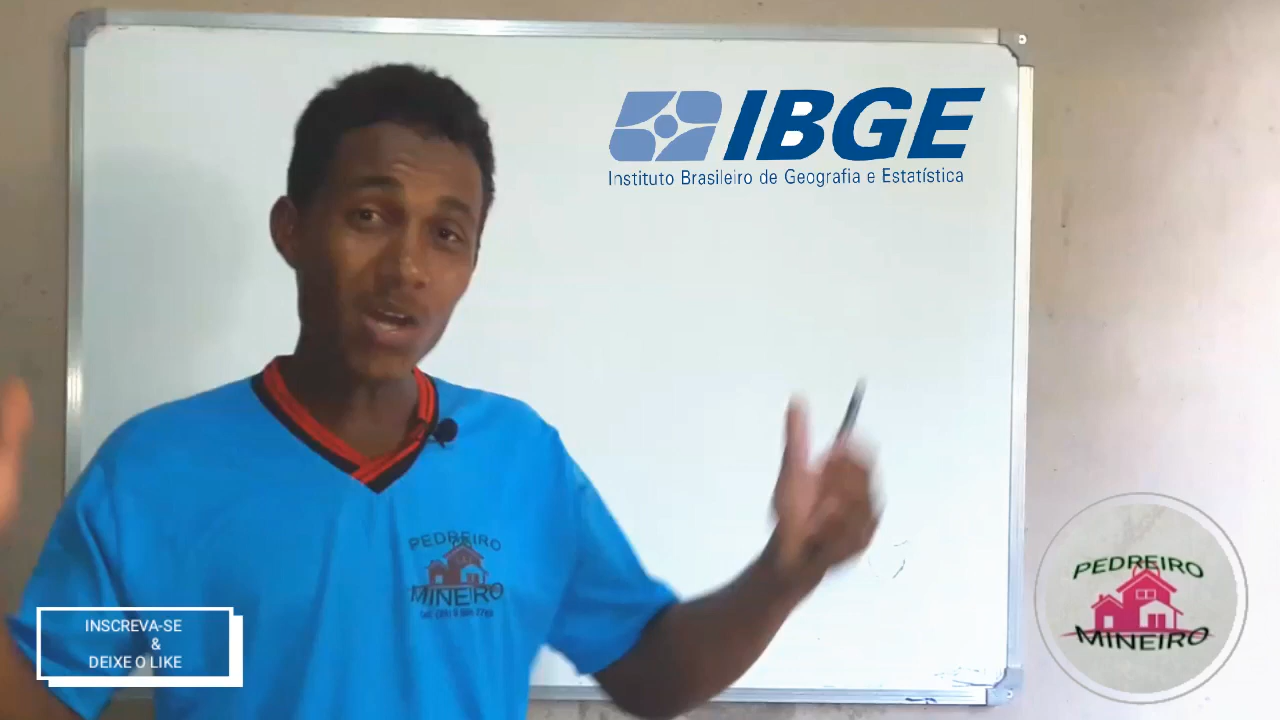 IBGE
Instituto Brasileiro de Geografia e Estatística
PEDREIRO
MINEIRO
INSCREVA-SE
&
DEIXE O LIKE
PEDREIRO
MINEIRO